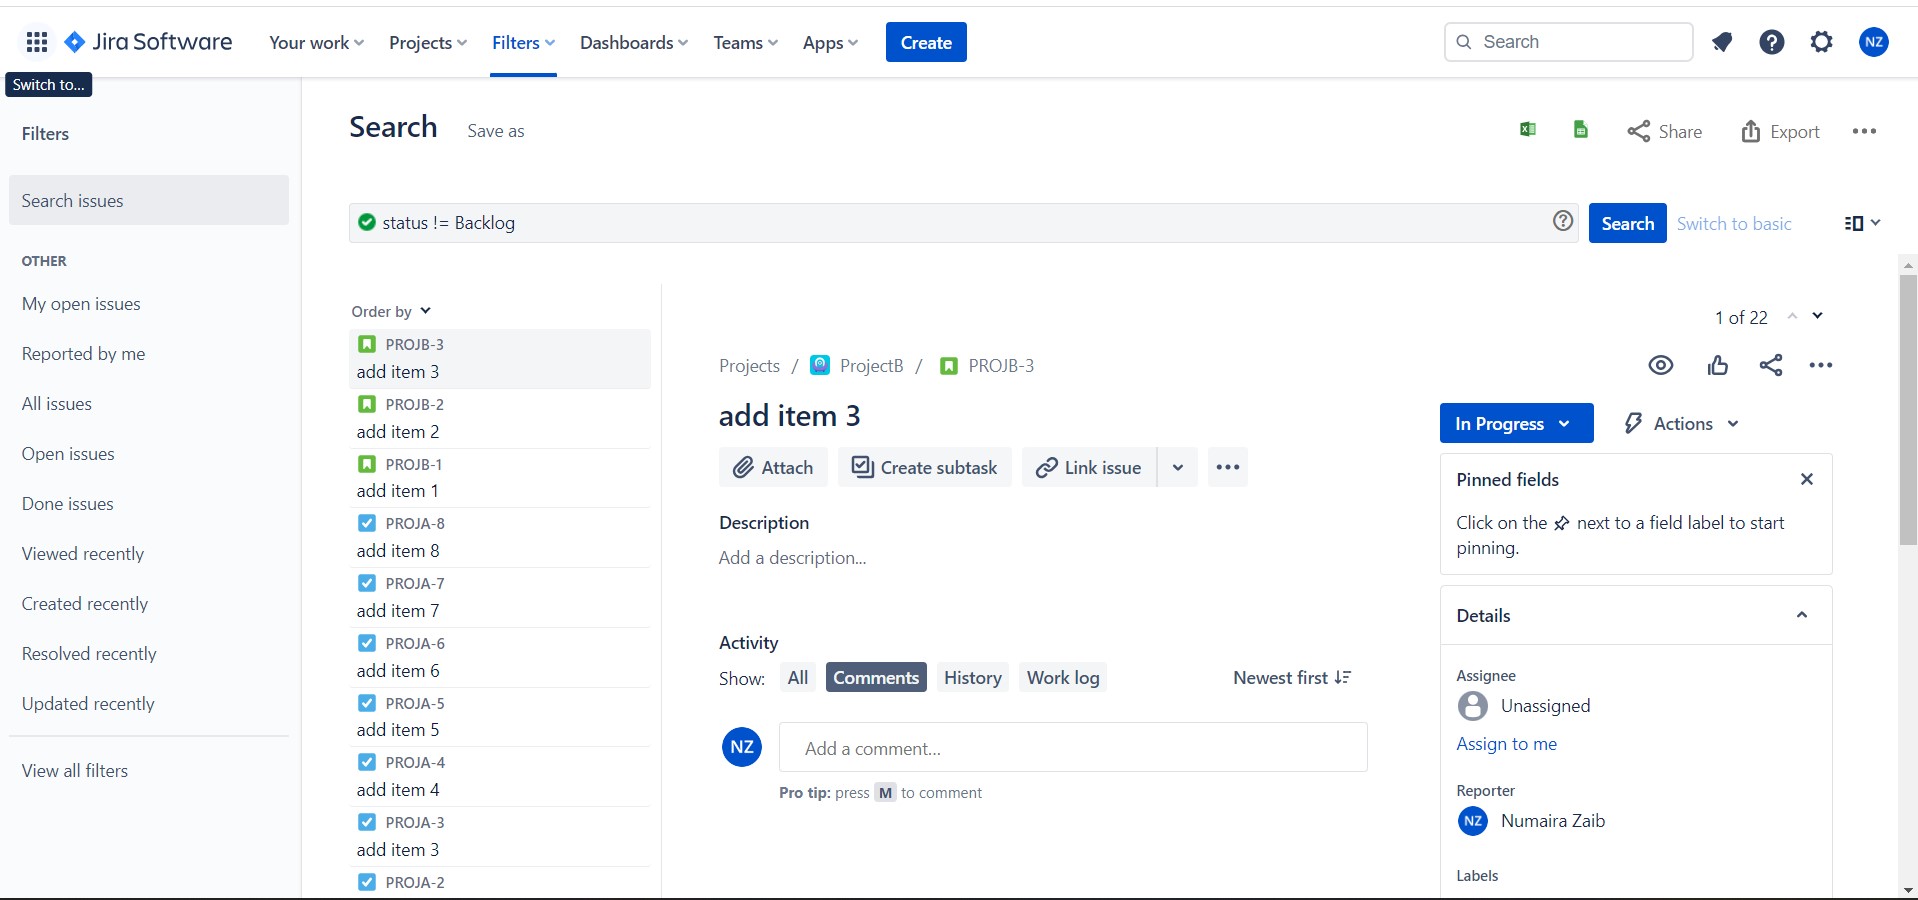 Jira Software
Your work
Projects
Filters
Dashboards
Teams
Apps
Create
Search
NZ
Switch to...
Filters
Search issues
OTHER
My open issues
Reported by me
All issues
Open issues
Done issues
Viewed recently
Created recently
Resolved recently
Updated recently
View all filters
Search
Save as
Share
Export
status != Backlog
Search
Switch to basic
Order by
PROJB-3
add item 3
PROJB-2
add item 2
PROJB-1
add item 1
PROJA-8
add item 8
PROJA-7
add item 7
PROJA-6
add item 6
PROJA-5
add item 5
PROJA-4
add item 4
PROJA-3
add item 3
PROJA-2
1 of 22
Projects / ProjectB / PROJB-3
add item 3
Attach
Create subtask
Link issue
Description
Add a description...
Activity
Show:
All
Comments
History
Work log
Newest first
NZ
Add a comment...
Pro tip: press M to comment
In Progress
Actions
Pinned fields
Click on the next to a field label to start
pinning.
Details
Assignee
Unassigned
Assign to me
Reporter
NZ
Numaira Zaib
Labels